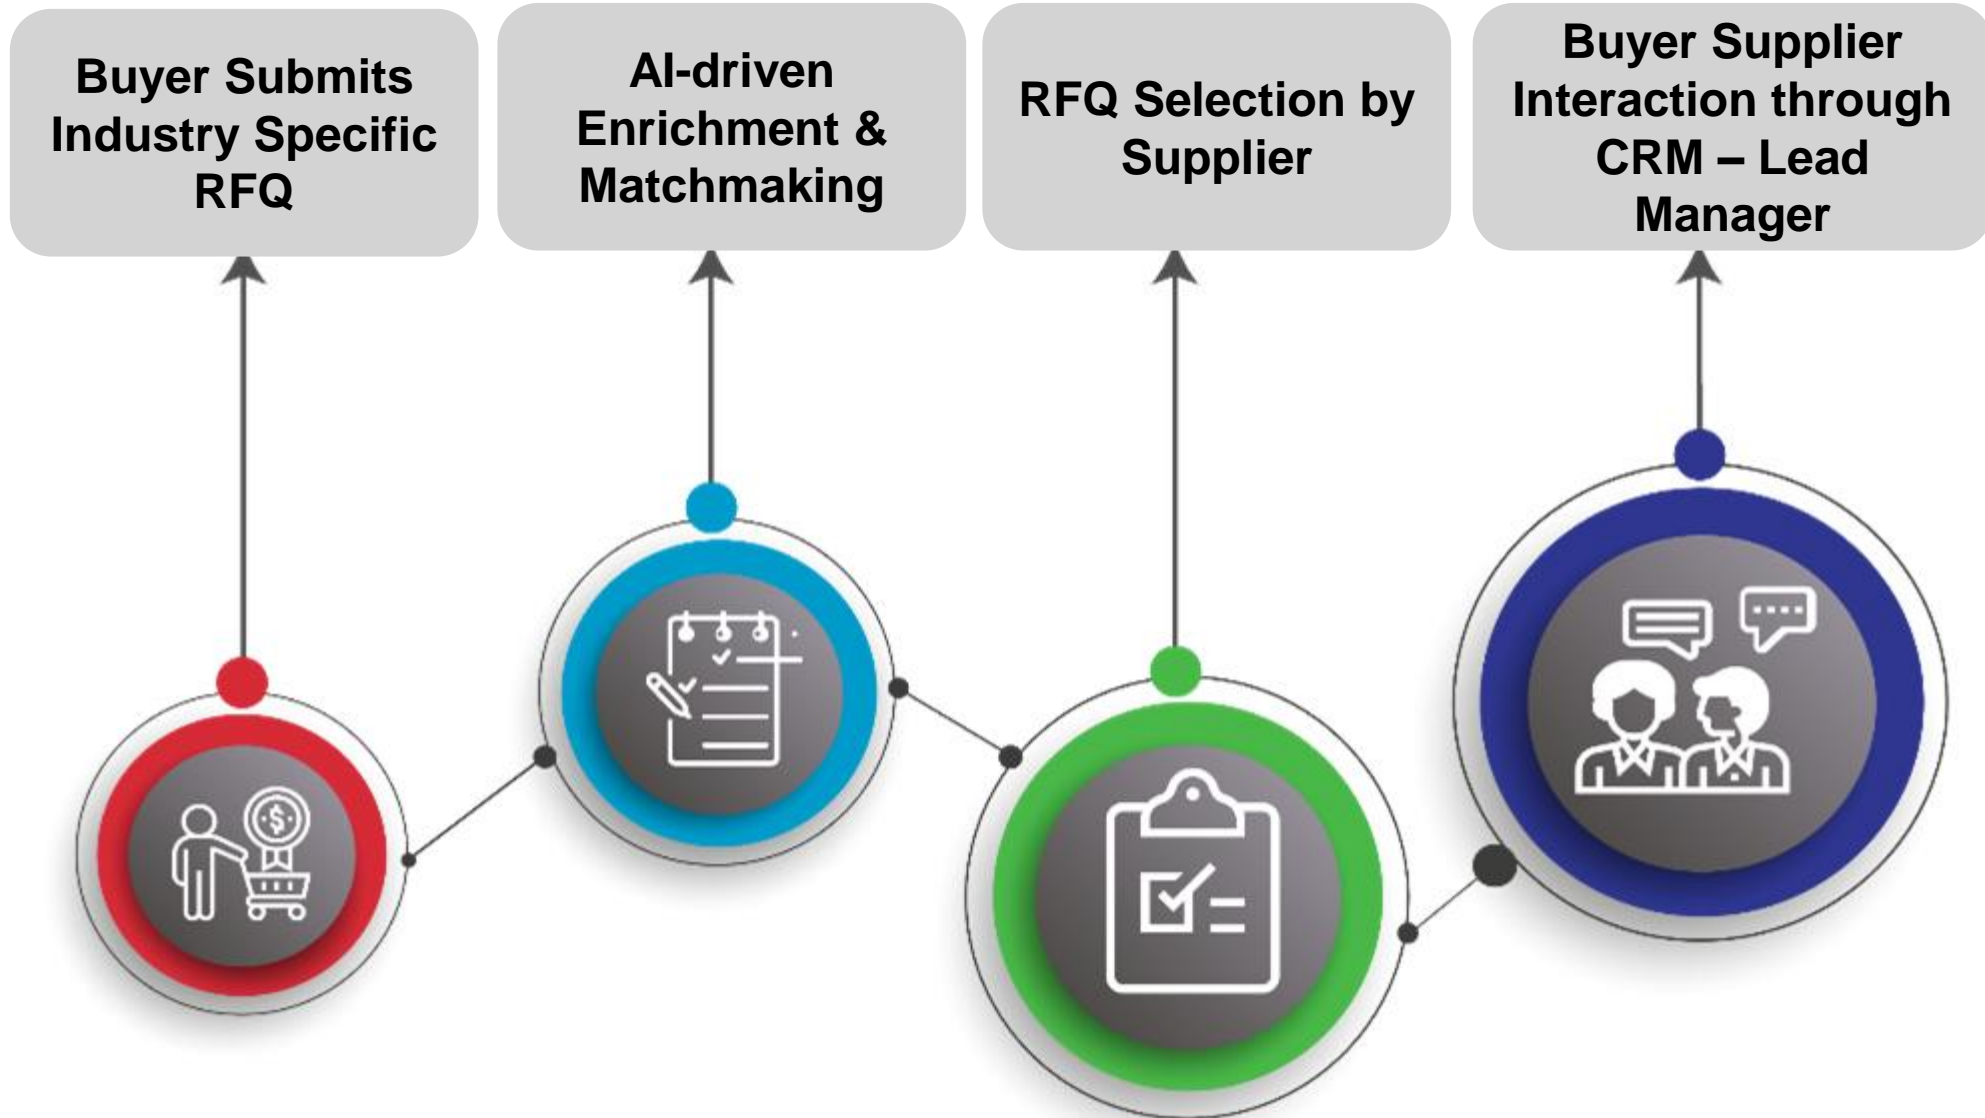 Buyer Submits
Industry Specific
RFQ
AI-driven
Enrichment &
Matchmaking
RFQ Selection by
Supplier
Buyer Supplier
Interaction through
CRM – Lead
Manager
$